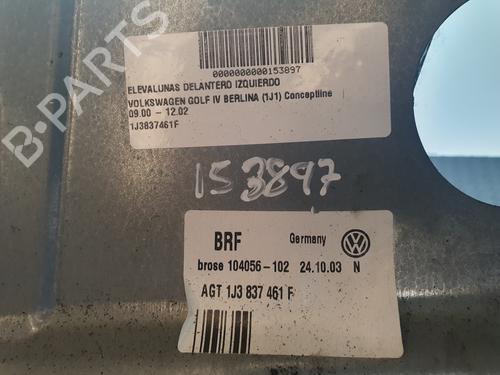 0000000000153897
ELEVALUNAS DELANTERO IZQUIERDO
VOLKSWAGEN GOLF IV BERLINA (1J1) Conceptline
09.00 - 12.02
1J3837461F
153897
BRF Germany
brose 104056-102 24.10.03 N
AGT 1J3 837 461 F
B-PARTS